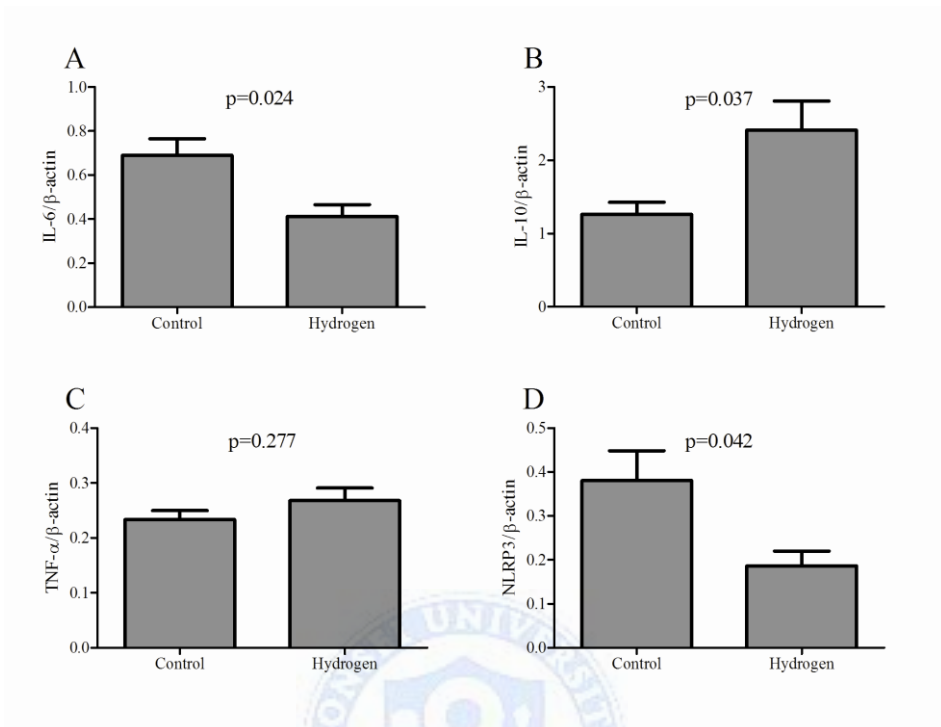 A
p=0.024
IL-6/β-actin
1.0
0.8
0.6
0.4
0.2
0.0
Control Hydrogen
B
p=0.037
IL-10/β-actin
3
2
1
0
Control Hydrogen
C
p=0.277
TNF-α/β-actin
0.4
0.3
0.2
0.1
0.0
Control Hydrogen
D
p=0.042
NLRP3/β-actin
0.5
0.4
0.3
0.2
0.1
0.0
Control Hydrogen
UNIVERSIT